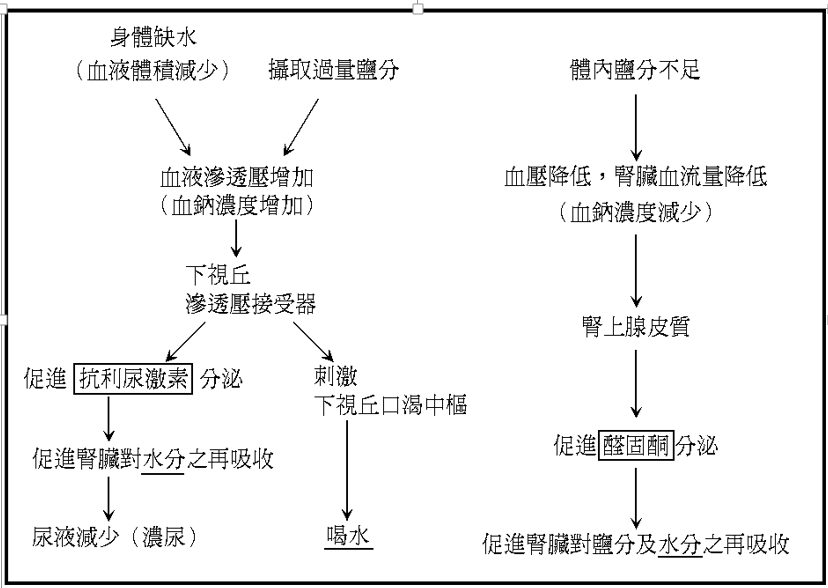 身體缺水
（血液體積減少）
攝取過量鹽分
血液滲透壓增加
（血鈉濃度增加）
下視丘
滲透壓接受器
促進 抗利尿激素 分泌
促進腎臟對水分之再吸收
尿液減少（濃尿）
刺激
下視丘口渴中樞
喝水
體內鹽分不足
血壓降低，腎臟血流量降低
（血鈉濃度減少）
腎上腺皮質
促進 醛固酮 分泌
促進腎臟對鹽分及水分之再吸收